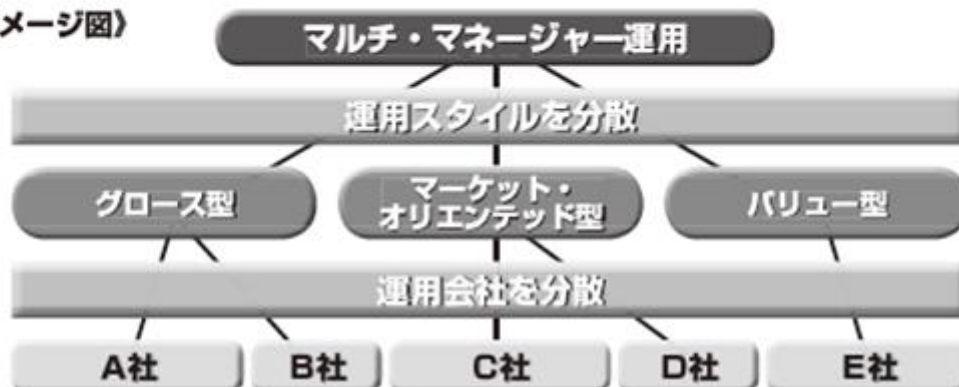 メージ図》
マルチ・マネージャー運用
運用スタイルを分散
グロース型
マーケット・
オリエンテッド型
バリュー型
運用会社を分散
A社
B社
C社
D社
E社